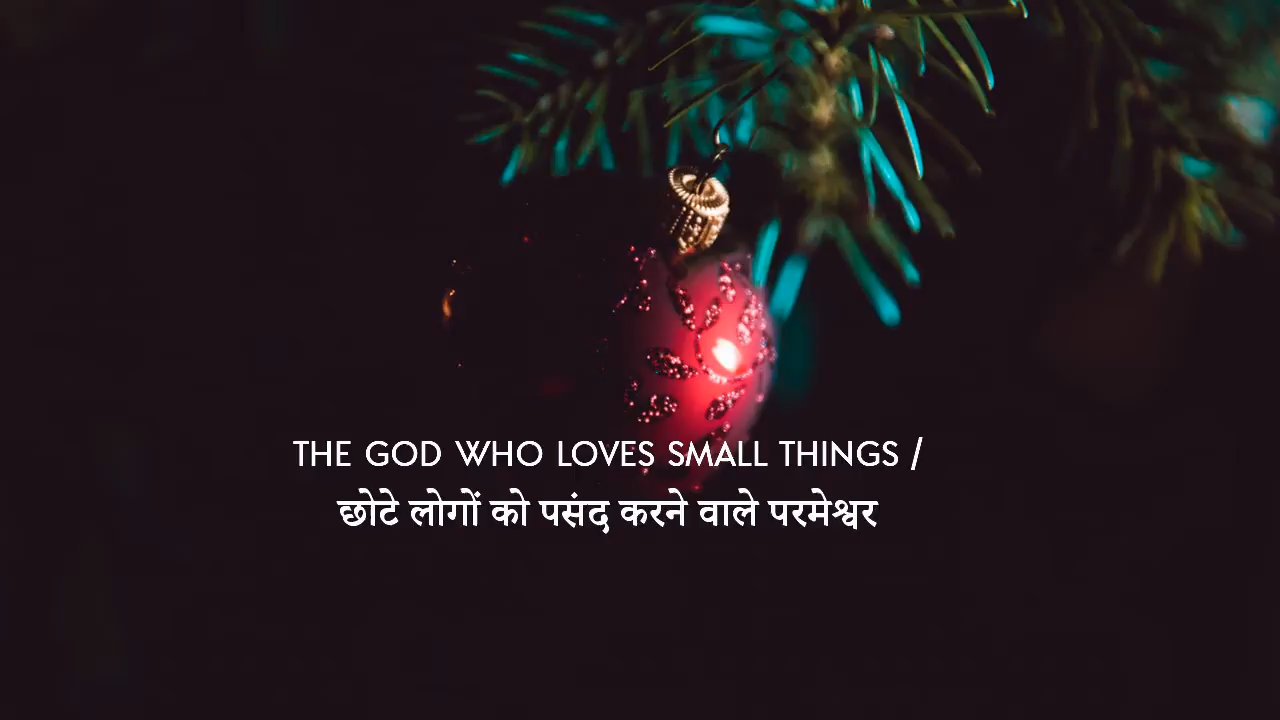 THE GOD WHO LOVES SMALL THINGS /
छोटे लोगों को पसंद करने वाले परमेश्वर